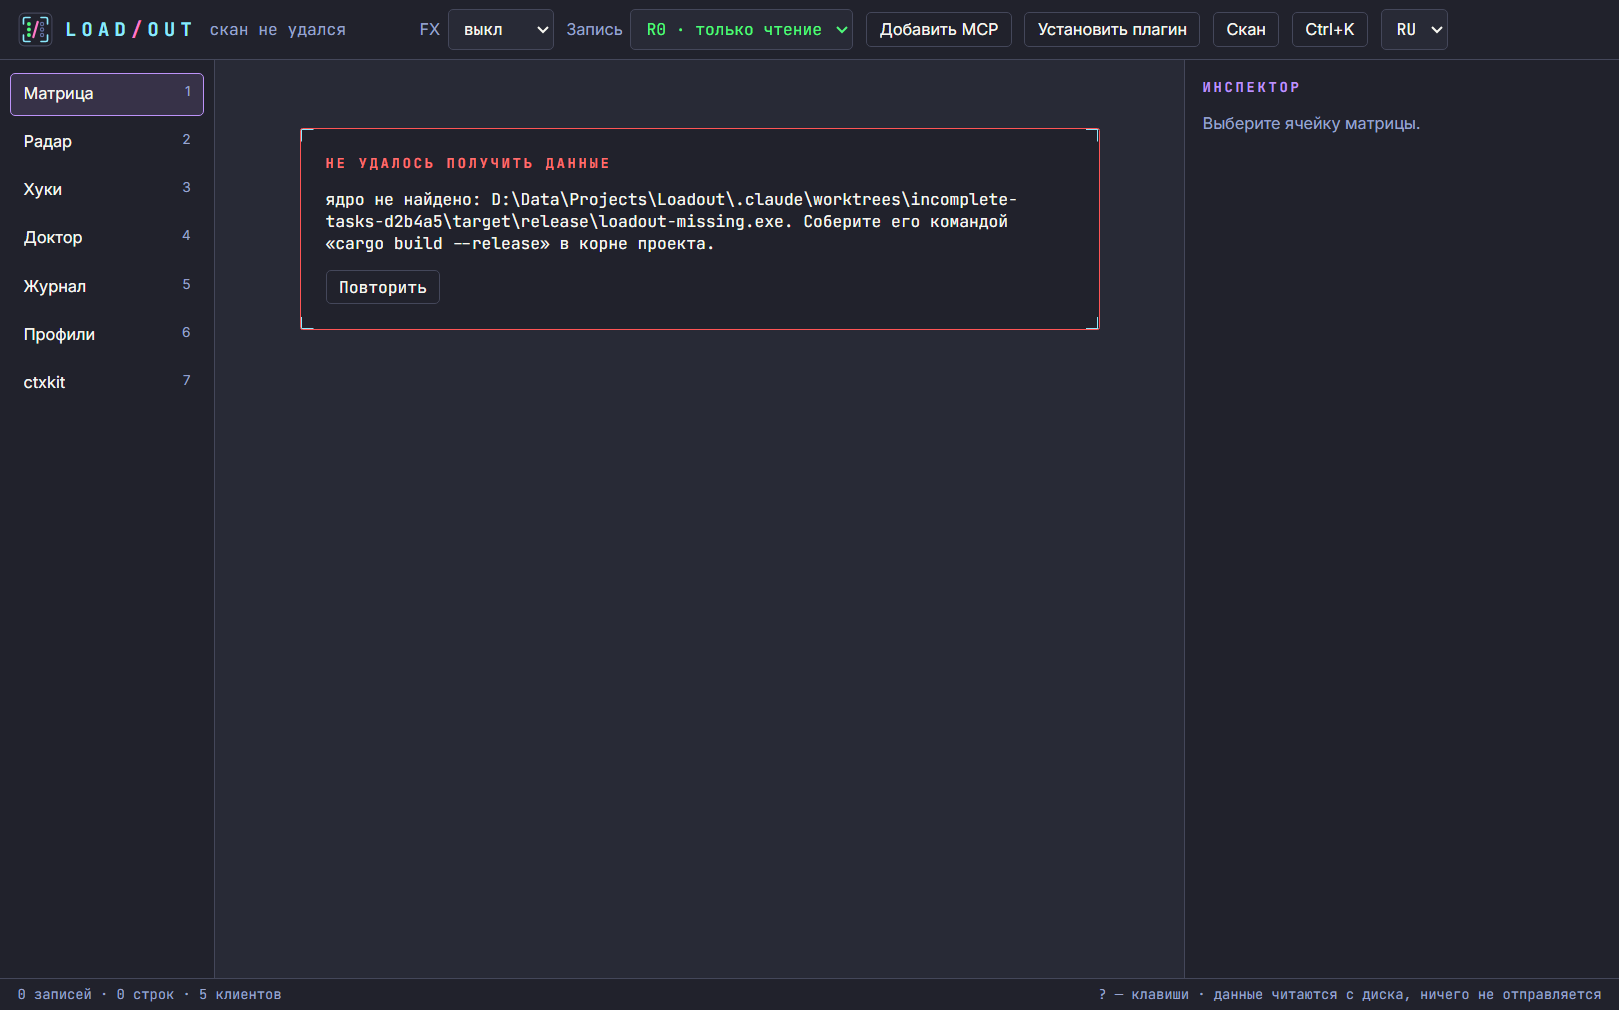 LOAD/OUT скан не удался FX выкл Запись R0 · только чтение Добавить MCP Установить плагин Скан Ctrl+K RU
Матрица 1
Радар 2
Хуки 3
Доктор 4
Журнал 5
Профили 6
ctxkit 7
НЕ УДАЛОСЬ ПОЛУЧИТЬ ДАННЫЕ
ядро не найдено: D:\Data\Projects\Loadout\.claude\worktrees\incomplete-
tasks-d2b4a5\target\release\loadout-missing.exe. Соберите его командой
«cargo build --release» в корне проекта.
Повторить
ИНСПЕКТОР
Выберите ячейку матрицы.
0 записей · 0 строк · 5 клиентов
? — клавиши · данные читаются с диска, ничего не отправляется